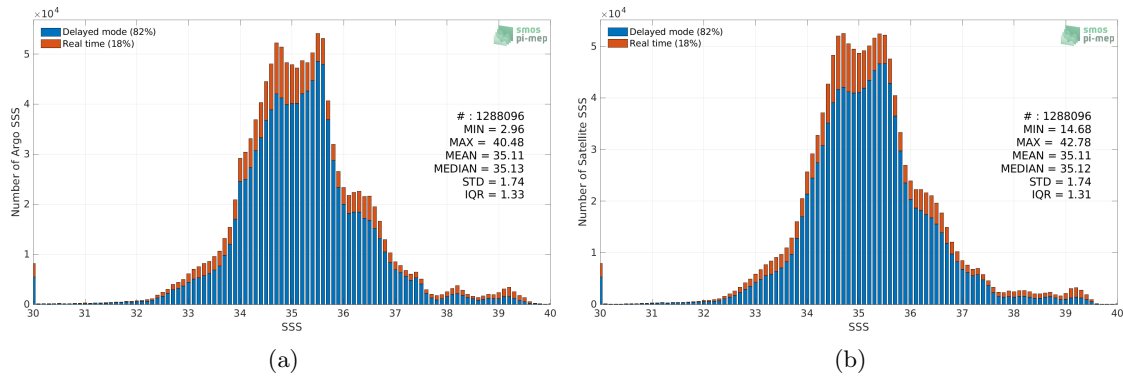 ×10⁴
Delayed mode (82%)
Real time (18%)
smos
pi-mep
# : 1288096
MIN = 2.96
MAX = 40.48
MEAN = 35.11
MEDIAN = 35.13
STD = 1.74
IQR = 1.33
Number of Argo SSS
5
4
3
2
1
0
30 31 32 33 34 35 36 37 38 39 40
SSS
(a)
×10⁴
Delayed mode (82%)
Real time (18%)
smos
pi-mep
# : 1288096
MIN = 14.68
MAX = 42.78
MEAN = 35.11
MEDIAN = 35.12
STD = 1.74
IQR = 1.31
Number of Satellite SSS
5
4
3
2
1
0
30 31 32 33 34 35 36 37 38 39 40
SSS
(b)